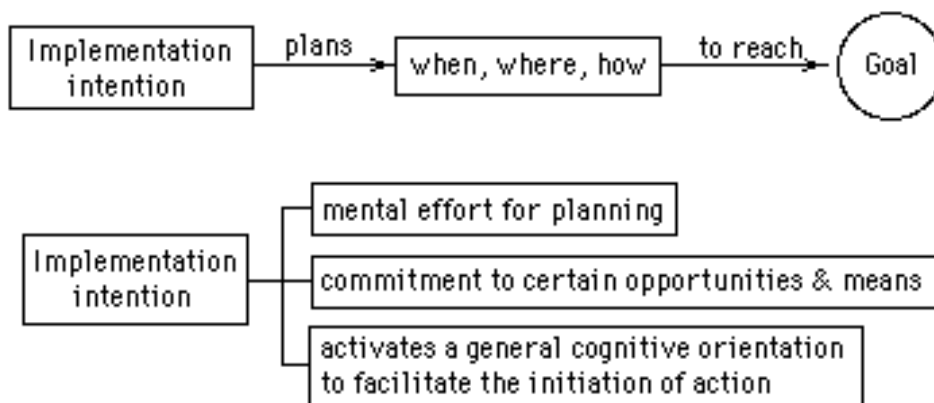 Implementation
intention
plans
when, where, how
to reach
Goal
Implementation
intention
mental effort for planning
commitment to certain opportunities & means
activates a general cognitive orientation
to facilitate the initiation of action